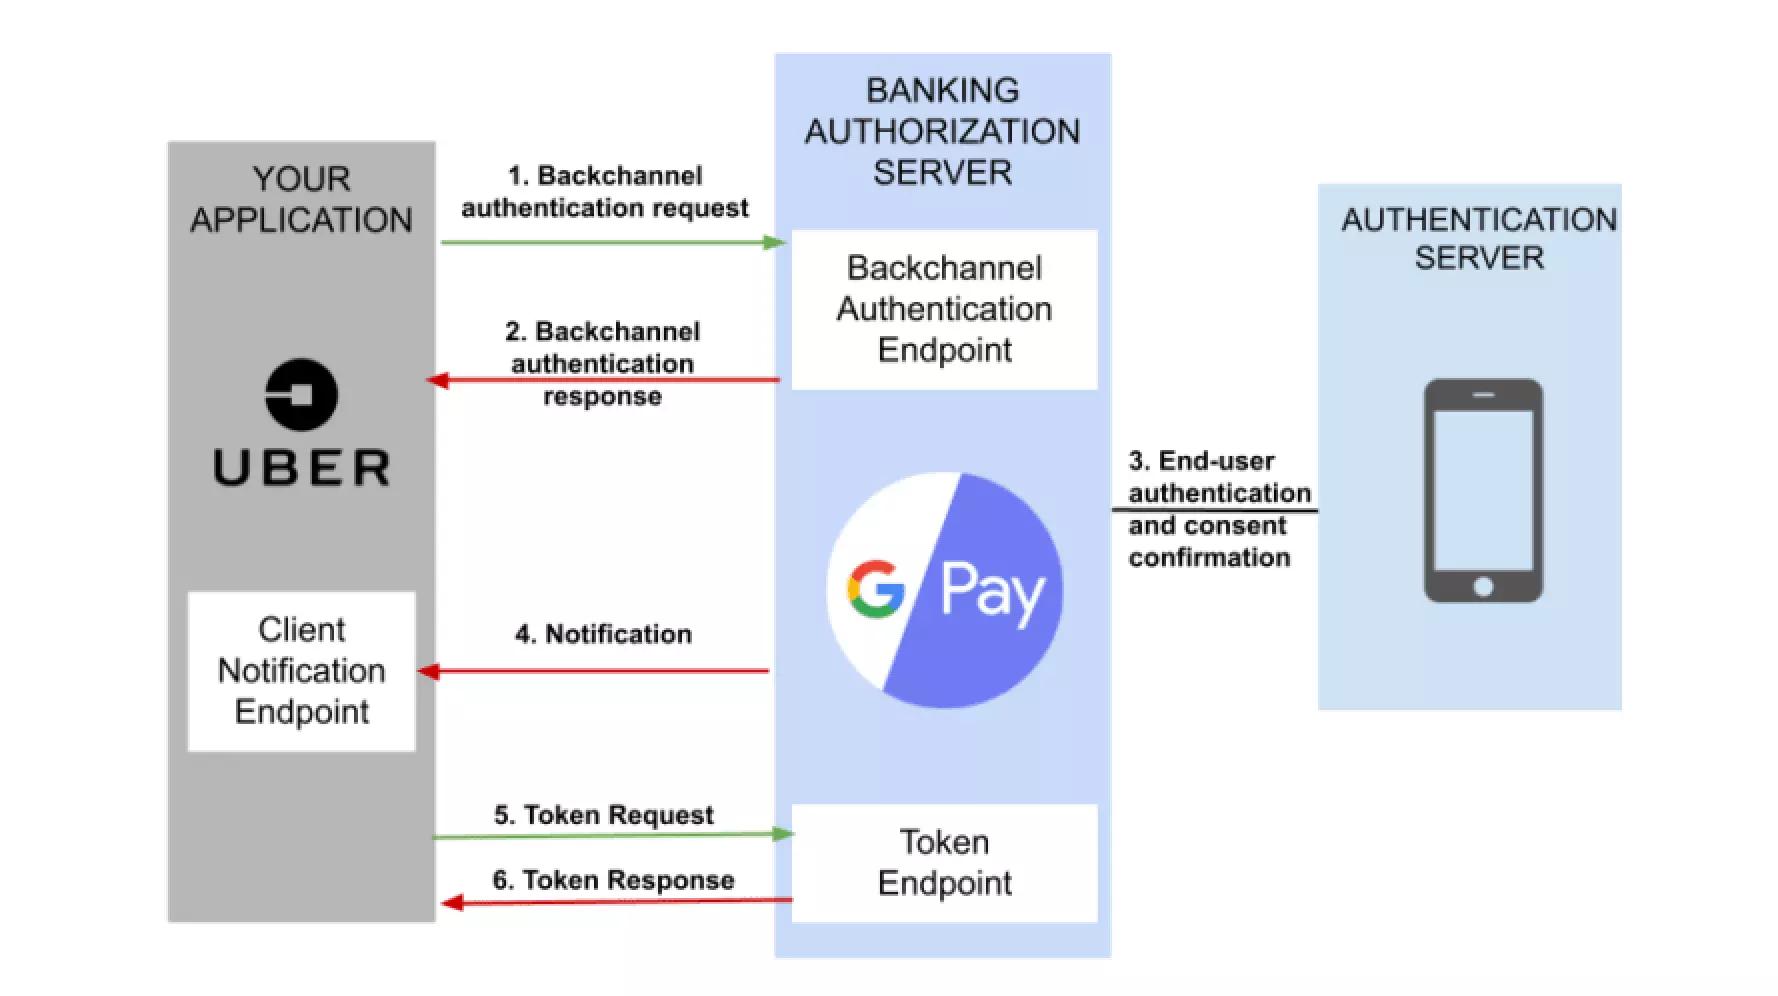 YOUR
APPLICATION
UBER
Client
Notification
Endpoint
1. Backchannel
authentication request
2. Backchannel
authentication
response
4. Notification
5. Token Request
6. Token Response
BANKING
AUTHORIZATION
SERVER
Backchannel
Authentication
Endpoint
G Pay
Token
Endpoint
3. End-user
authentication
and consent
confirmation
AUTHENTICATION
SERVER